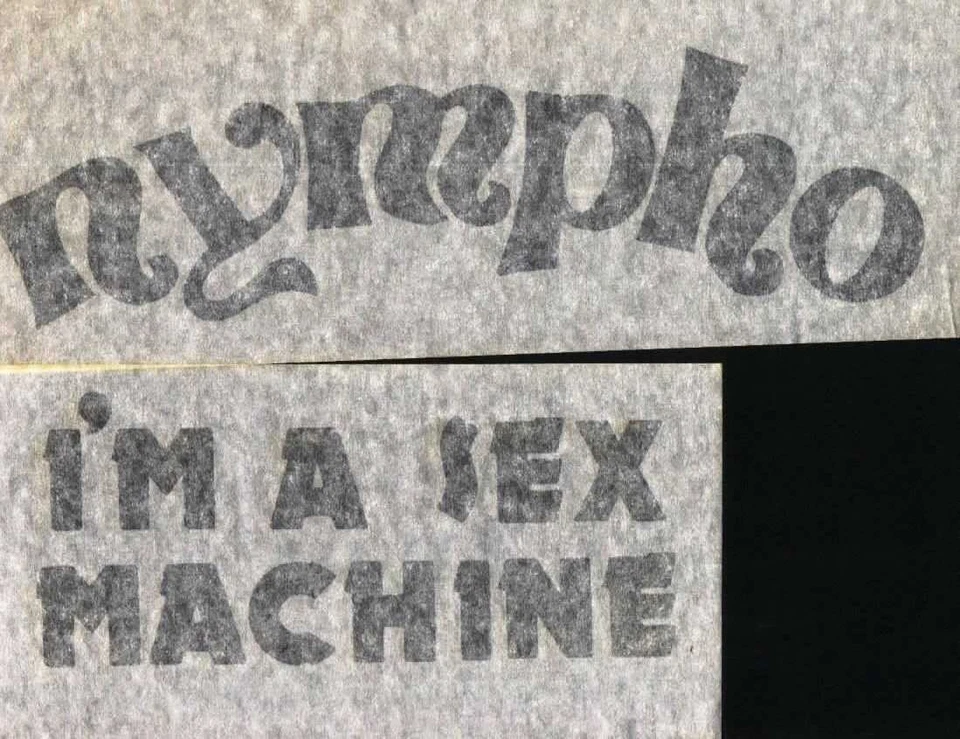 nympho
I'M A SEX
MACHINE